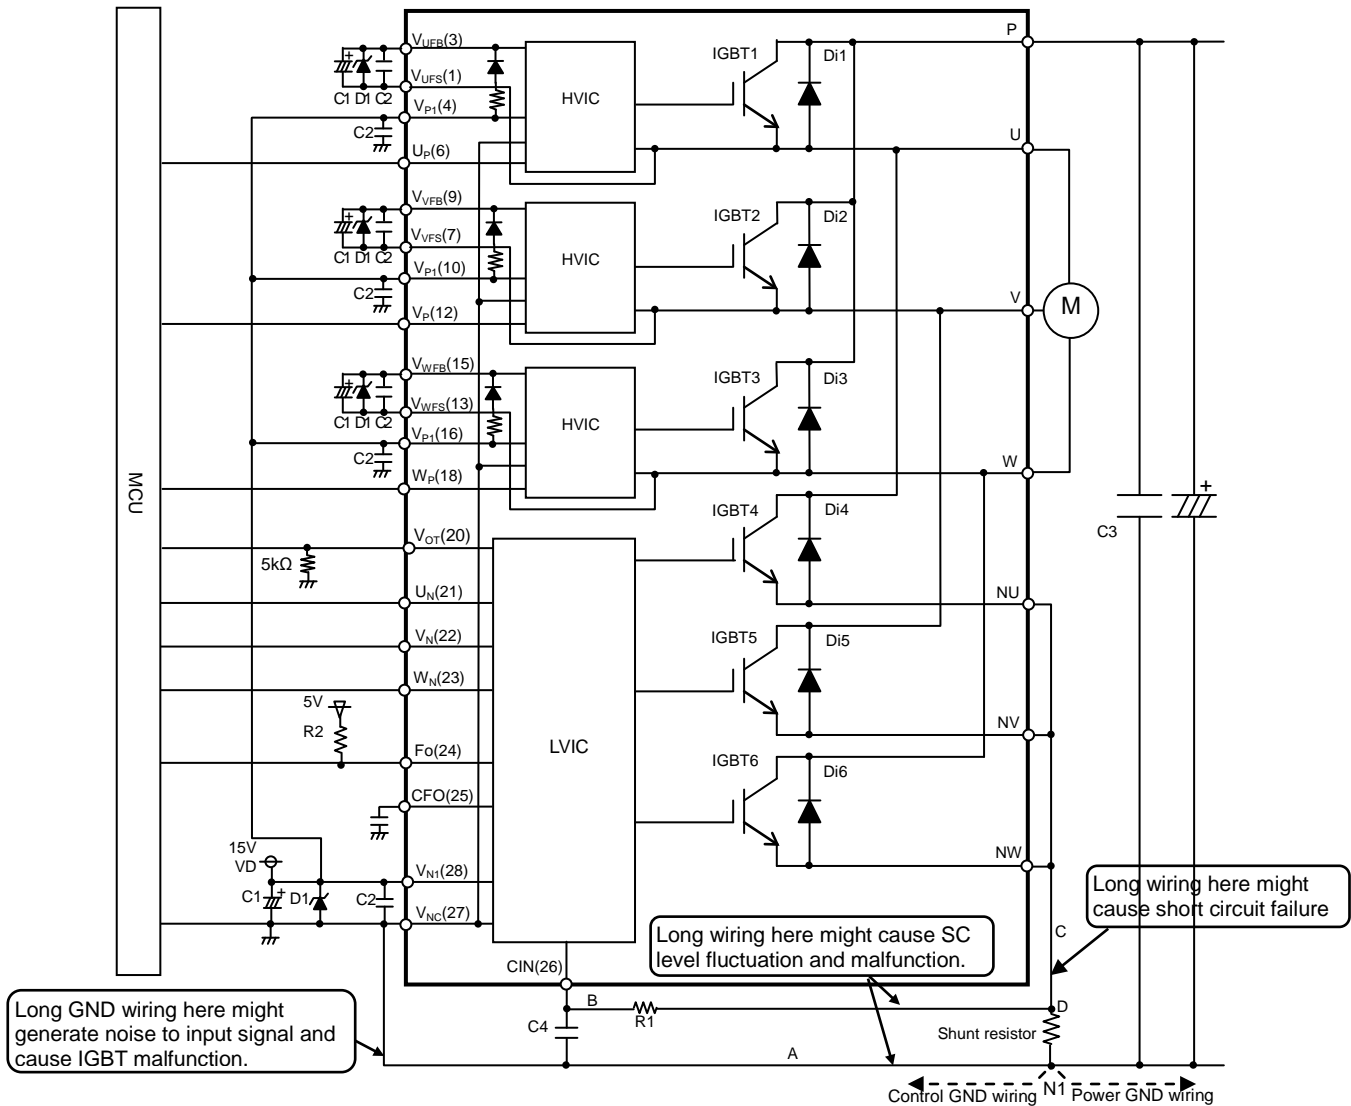 P
V_UFB(3)
IGBT1
Di1
V_UFS(1)
C1 D1 C2
HVIC
V_P1(4)
C2
U
U_P(6)
V_VFB(9)
IGBT2
Di2
V_VFS(7)
C1 D1 C2
HVIC
V_P1(10)
C2
V
M
V_P(12)
V_WFB(15)
IGBT3
Di3
V_WFS(13)
C1 D1 C2
HVIC
V_P1(16)
C2
W
W_P(18)
MCU
+
C3
IGBT4
Di4
V_OT(20)
5kΩ
NU
U_N(21)
V_N(22)
IGBT5
Di5
W_N(23)
5V
R2
NV
LVIC
Fo(24)
IGBT6
Di6
CFO(25)
15V
VD
NW
V_N1(28)
C1 + D1 C2
V_NC(27)
Long wiring here might
cause short circuit failure
Long wiring here might cause SC
level fluctuation and malfunction.
C
CIN(26)
Long GND wiring here might
generate noise to input signal and
cause IGBT malfunction.
B
R1
D
C4
Shunt resistor
A
Control GND wiring
N1
Power GND wiring